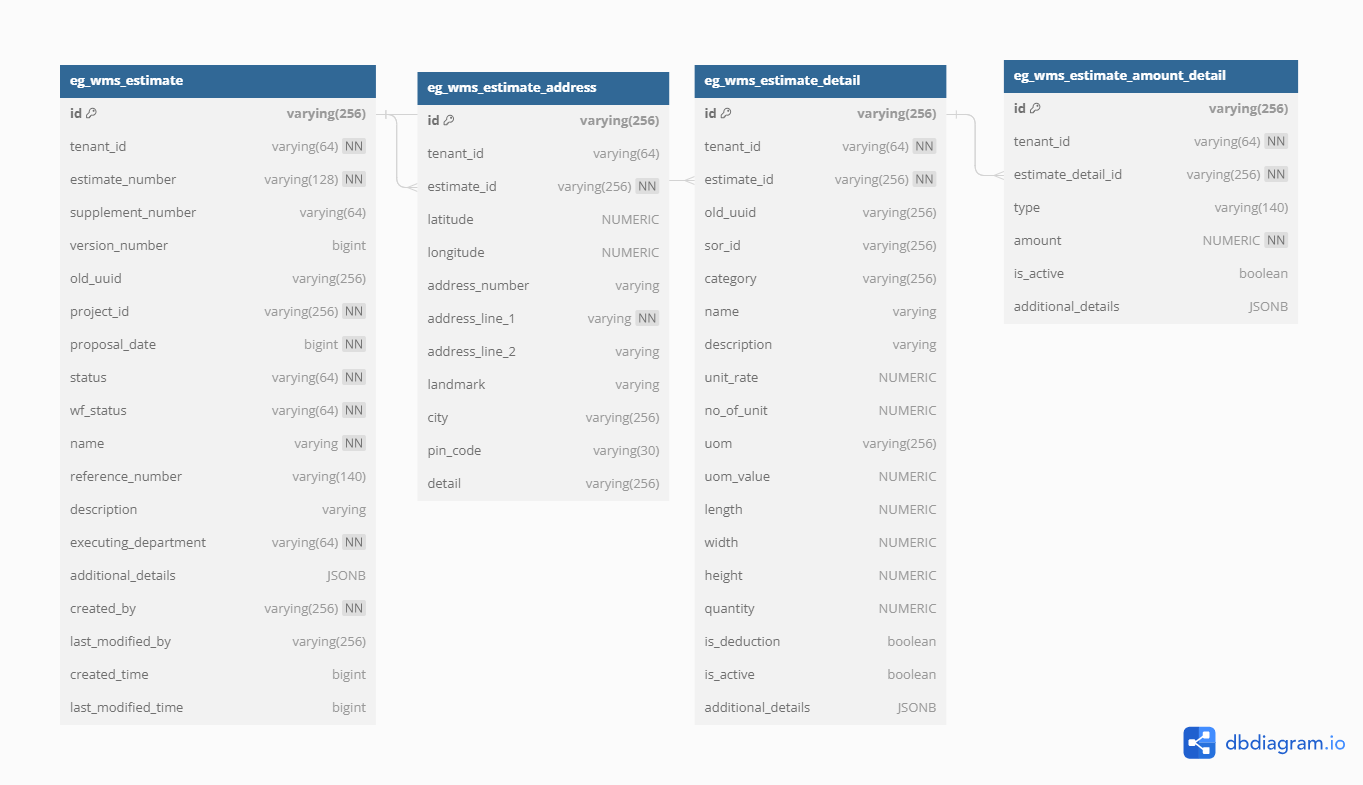 eg_wms_estimate
id varying(256)
tenant_id varying(64) NN
estimate_number varying(128) NN
supplement_number varying(64)
version_number bigint
old_uuid varying(256)
project_id varying(256) NN
proposal_date bigint NN
status varying(64) NN
wf_status varying(64) NN
name varying NN
reference_number varying(140)
description varying
executing_department varying(64) NN
additional_details JSONB
created_by varying(256) NN
last_modified_by varying(256)
created_time bigint
last_modified_time bigint
eg_wms_estimate_address
id varying(256)
tenant_id varying(64)
estimate_id varying(256) NN
latitude NUMERIC
longitude NUMERIC
address_number varying
address_line_1 varying NN
address_line_2 varying
landmark varying
city varying(256)
pin_code varying(30)
detail varying(256)
eg_wms_estimate_detail
id varying(256)
tenant_id varying(64) NN
estimate_id varying(256) NN
old_uuid varying(256)
sor_id varying(256)
category varying(256)
name varying
description varying
unit_rate NUMERIC
no_of_unit NUMERIC
uom varying(256)
uom_value NUMERIC
length NUMERIC
width NUMERIC
height NUMERIC
quantity NUMERIC
is_deduction boolean
is_active boolean
additional_details JSONB
eg_wms_estimate_amount_detail
id varying(256)
tenant_id varying(64) NN
estimate_detail_id varying(256) NN
type varying(140)
amount NUMERIC NN
is_active boolean
additional_details JSONB
dbdiagram.io